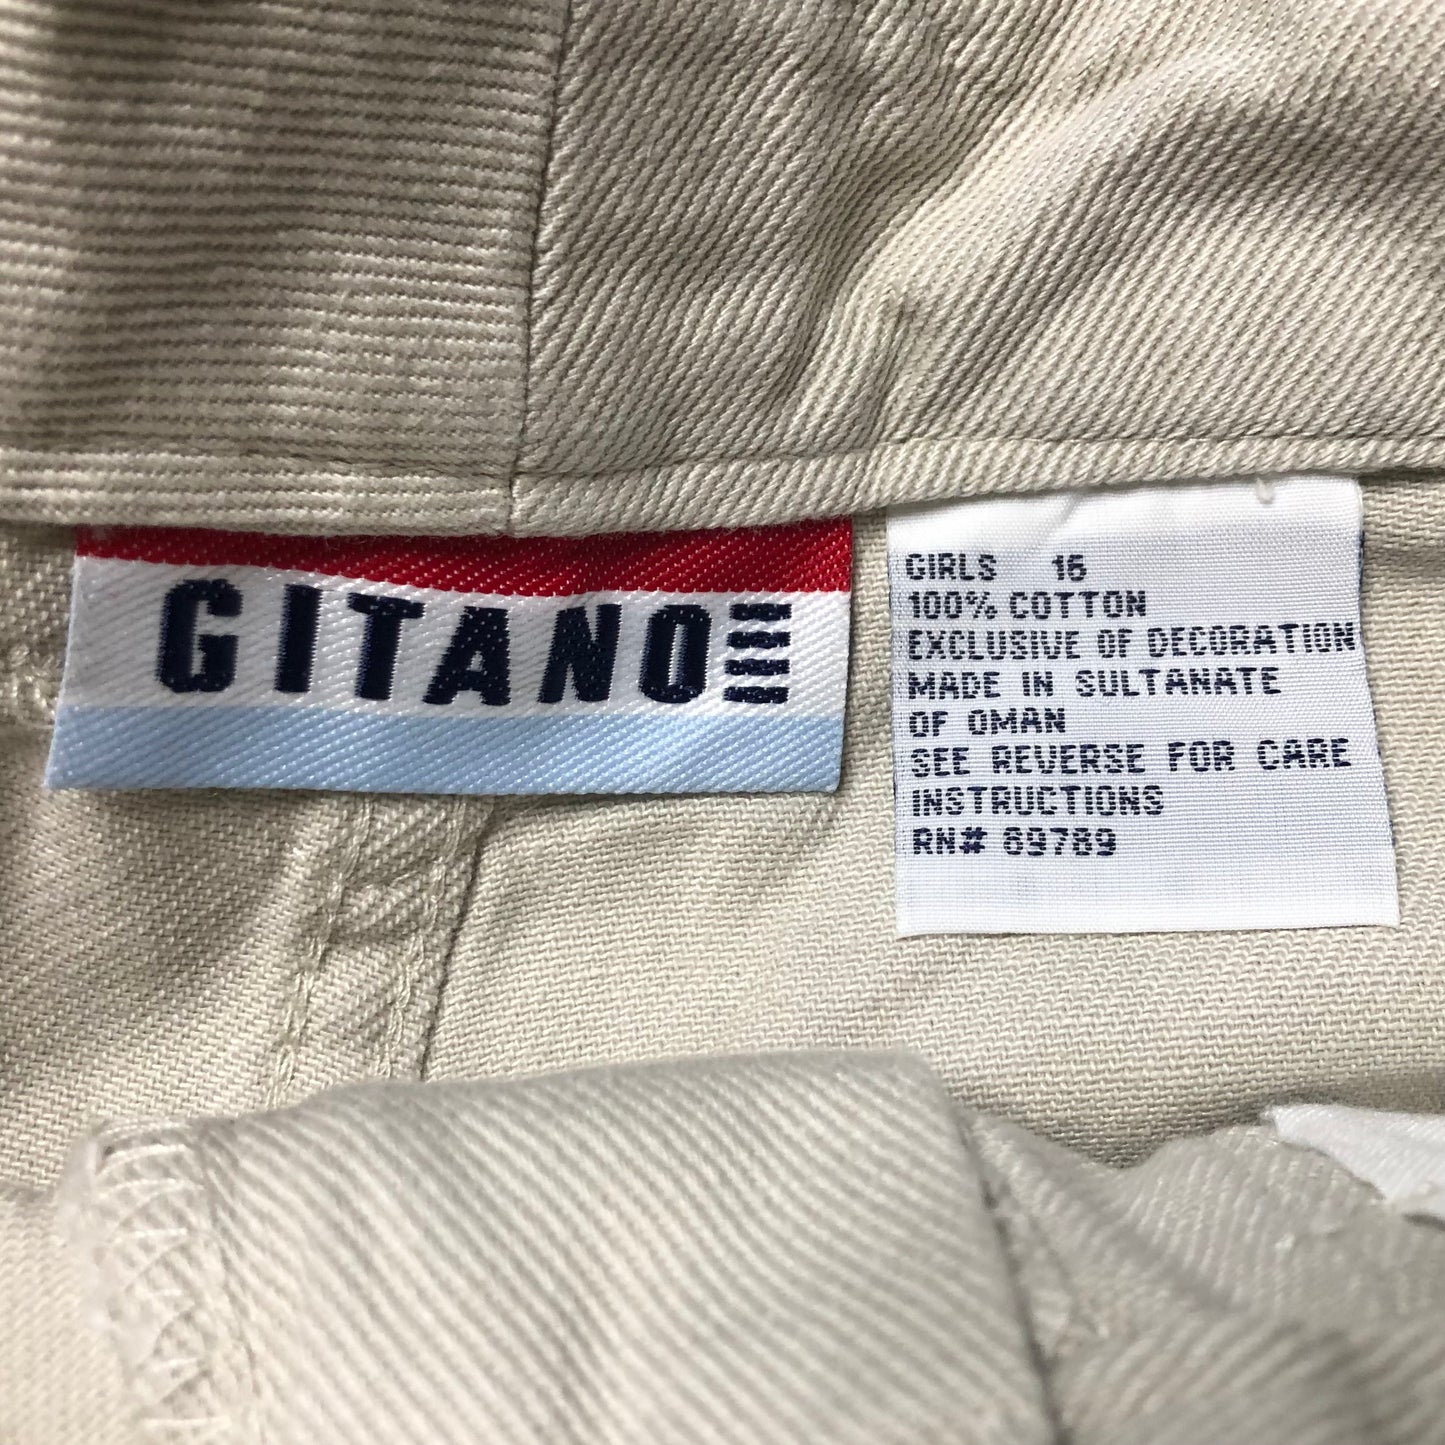 GITANO
GIRLS 16
100% COTTON
EXCLUSIVE OF DECORATION
MADE IN SULTANATE
OF OMAN
SEE REVERSE FOR CARE
INSTRUCTIONS
RN# 69789